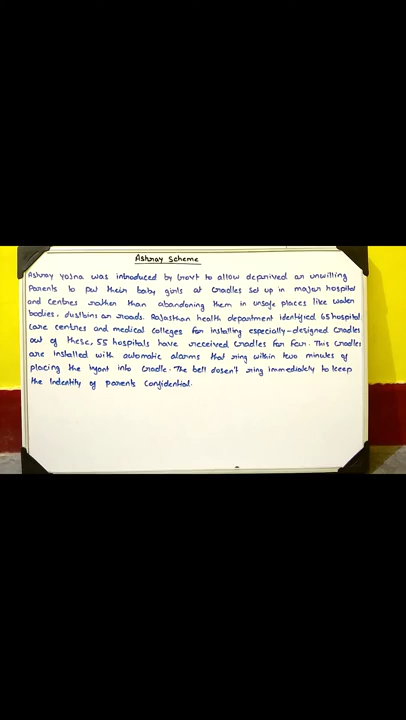 Ashray Scheme
Ashray Yojna was introduced by Govt to allow deprived an unwilling
Parents to put their baby girls at cradles set up in major hospital
and centres rather than abandoning them in unsafe places like water
bodies, dustbins an roads. Rajasthan health department identified 65 hospital
care centres and medical colleges for installing especially-designed cradles
out of these, 55 hospitals have received cradles for far. This cradles
are installed with automatic alarms that ring within two minutes of
placing the into cradle. The bell dosen't ring immediately to keep
the Indentity of parents confidential.